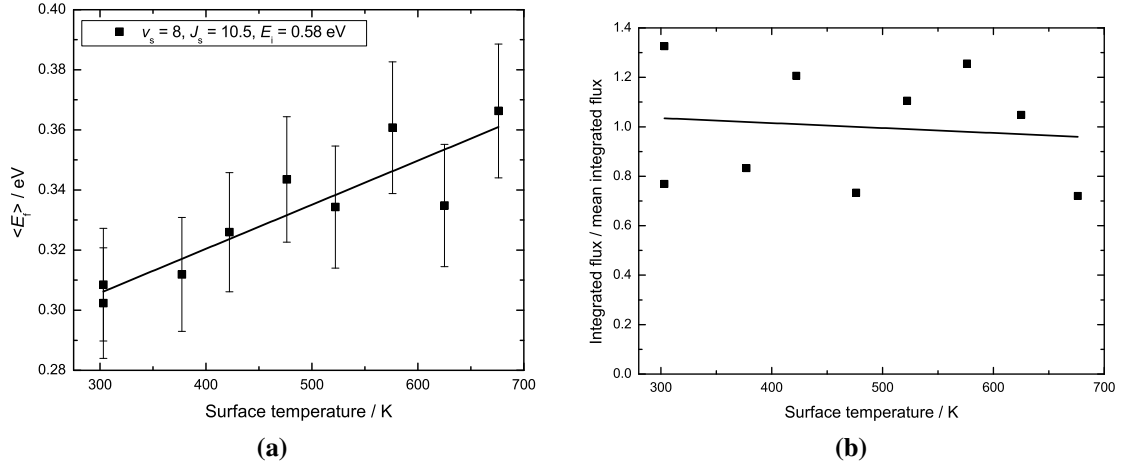 0.40
0.38
0.36
0.34
0.32
0.30
0.28
<E_f> / eV
v_s = 8, J_s = 10.5, E_i = 0.58 eV
300 400 500 600 700
Surface temperature / K
(a)
1.4
1.2
1.0
0.8
0.6
0.4
0.2
0.0
Integrated flux / mean integrated flux
300 400 500 600 700
Surface temperature / K
(b)